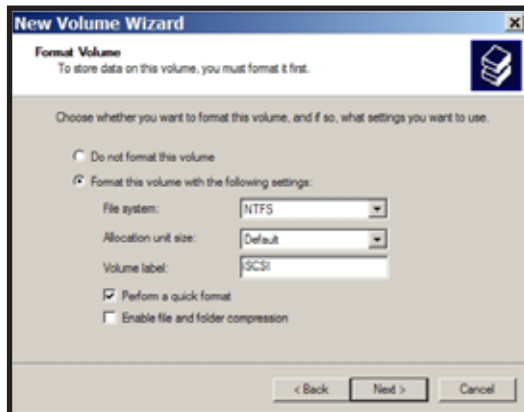 New Volume Wizard
Format Volume
To store data on this volume, you must format it first.
Choose whether you want to format this volume, and if so, what settings you want to use.
Do not format this volume
Format this volume with the following settings:
File system: NTFS
Allocation unit size: Default
Volume label: iSCSI
Perform a quick format
Enable file and folder compression
< Back Next > Cancel